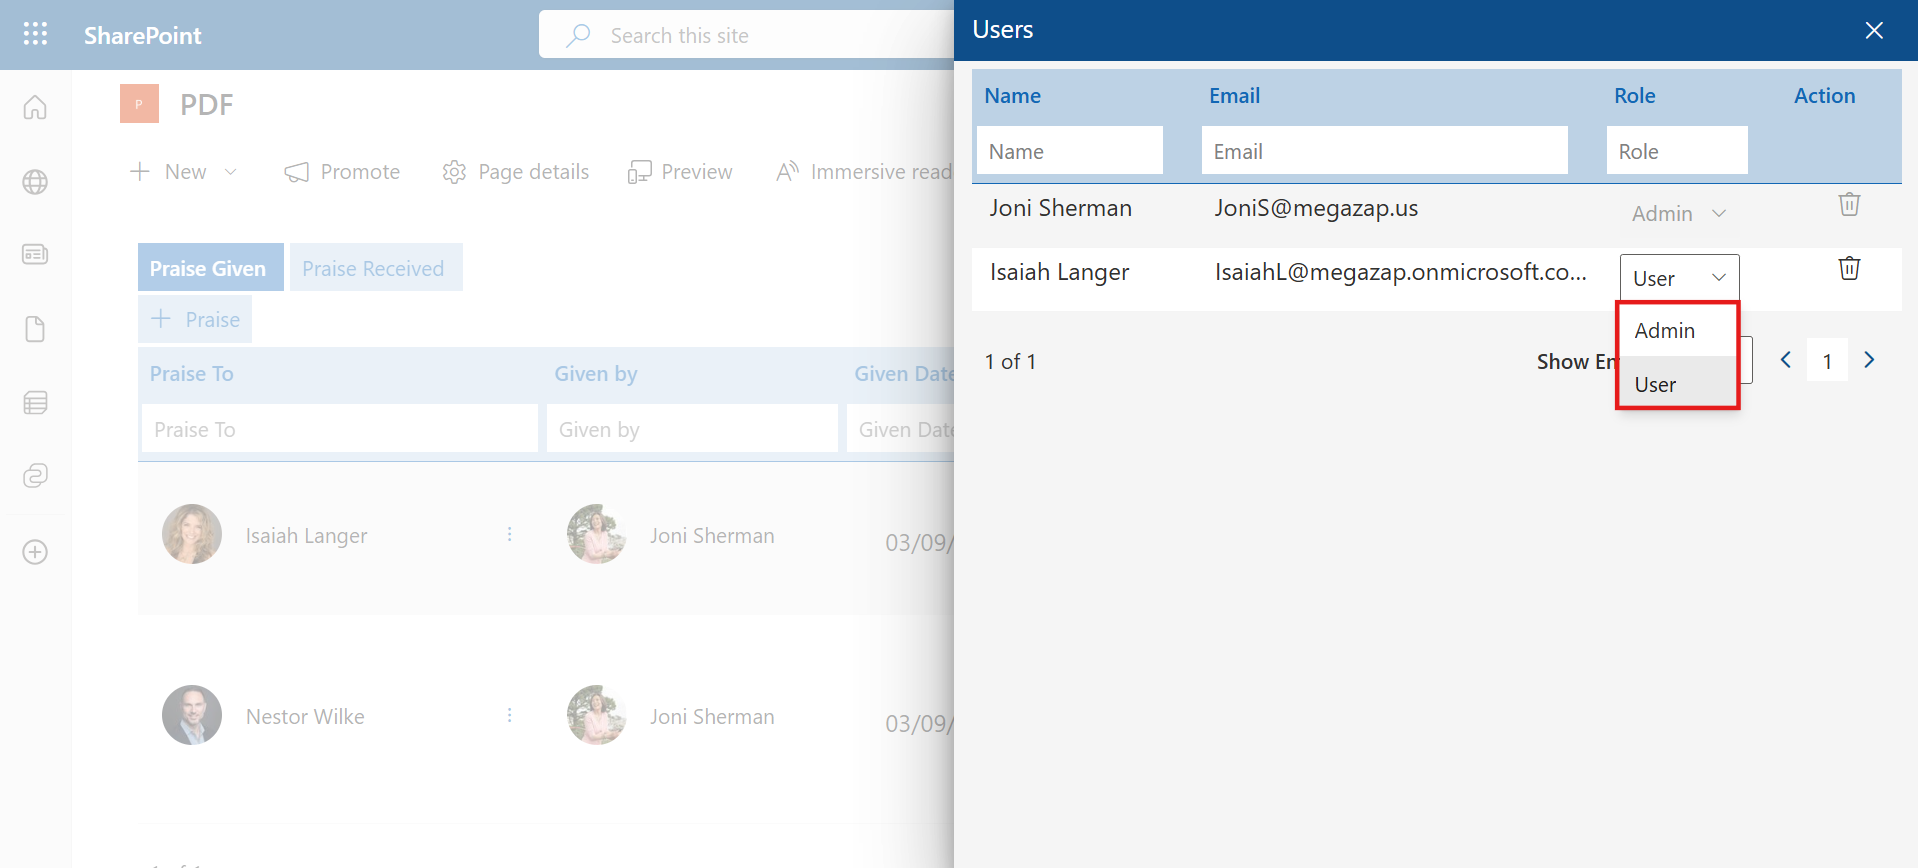 SharePoint
Search this site
P
PDF
New
Promote
Page details
Preview
Immersive read
Praise Given
Praise Received
Praise
Praise To
Given by
Given Date
Praise To
Given by
Given Date
Isaiah Langer
Joni Sherman
03/09/
Nestor Wilke
Joni Sherman
03/09/
Users
Name
Email
Role
Action
Name
Email
Role
Joni Sherman
JoniS@megazap.us
Admin
Isaiah Langer
IsaiahL@megazap.onmicrosoft.co...
User
Admin
User
1 of 1
Show En
1